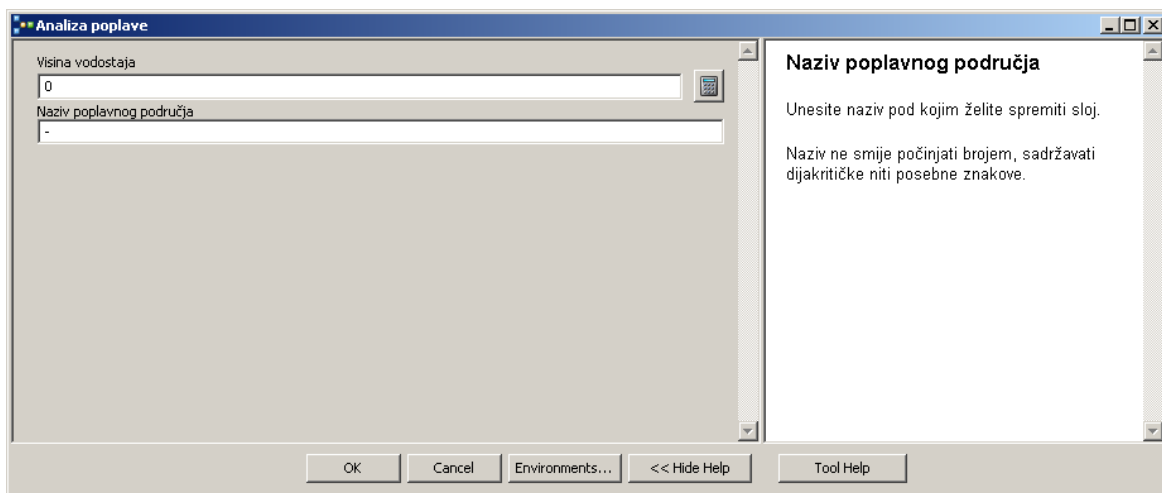 Analiza poplave
Visina vodostaja
0
Naziv poplavnog područja
-
Naziv poplavnog područja
Unesite naziv pod kojim želite spremiti sloj.
Naziv ne smije počinjati brojem, sadržavati
dijakritičke niti posebne znakove.
OK
Cancel
Environments...
<< Hide Help
Tool Help